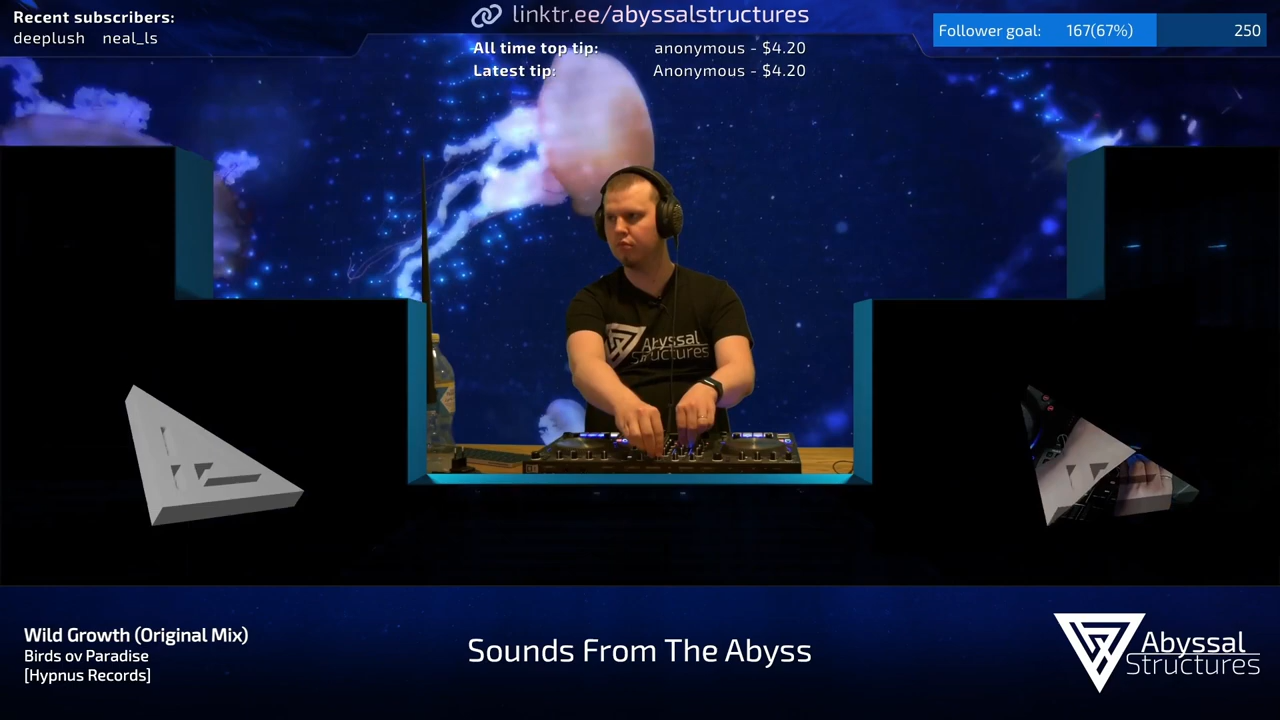 Recent subscribers:
deeplush neal_ls
linktr.ee/abyssalstructures
All time top tip: anonymous - $4.20
Latest tip: Anonymous - $4.20
Follower goal: 167(67%) 250
Abyssal
Structures
Wild Growth (Original Mix)
Birds ov Paradise
[Hypnus Records]
Sounds From The Abyss
Abyssal
Structures